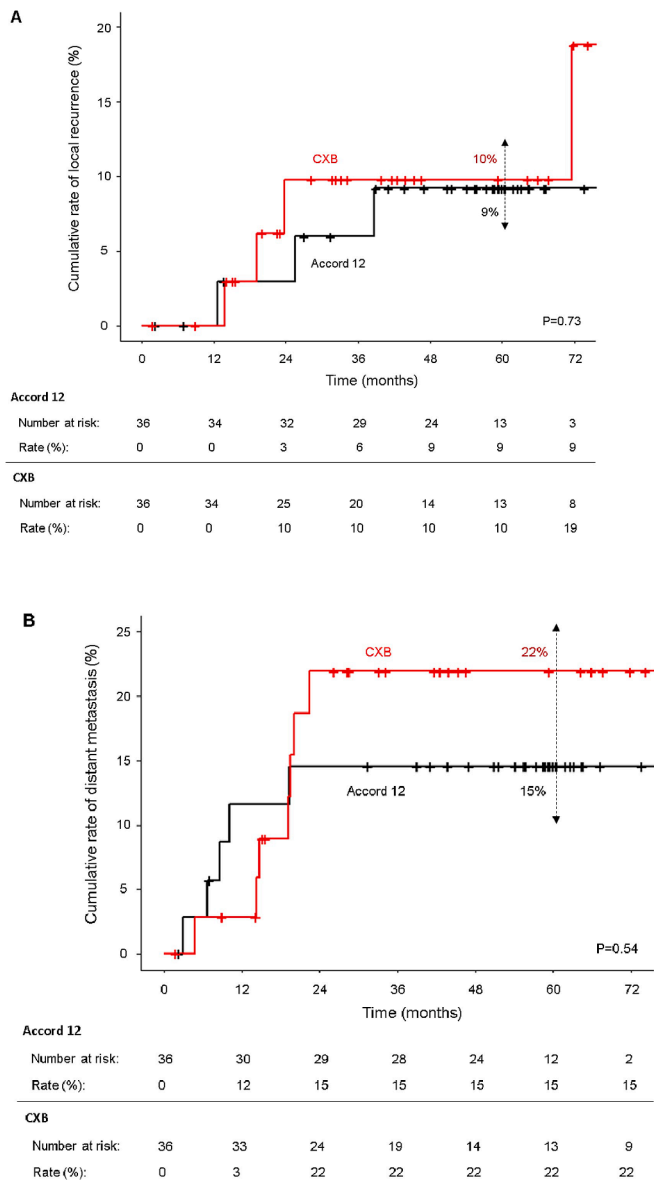 A
Cumulative rate of local recurrence (%)
20
15
10
5
0
CXB
10%
9%
Accord 12
P=0.73
0 12 24 36 48 60 72
Time (months)
Accord 12
Number at risk: 36 34 32 29 24 13 3
Rate (%): 0 0 3 6 9 9 9
CXB
Number at risk: 36 34 25 20 14 13 8
Rate (%): 0 0 10 10 10 10 19
B
Cumulative rate of distant metastasis (%)
25
20
15
10
5
0
CXB
22%
Accord 12
15%
P=0.54
0 12 24 36 48 60 72
Time (months)
Accord 12
Number at risk: 36 30 29 28 24 12 2
Rate (%): 0 12 15 15 15 15 15
CXB
Number at risk: 36 33 24 19 14 13 9
Rate (%): 0 3 22 22 22 22 22